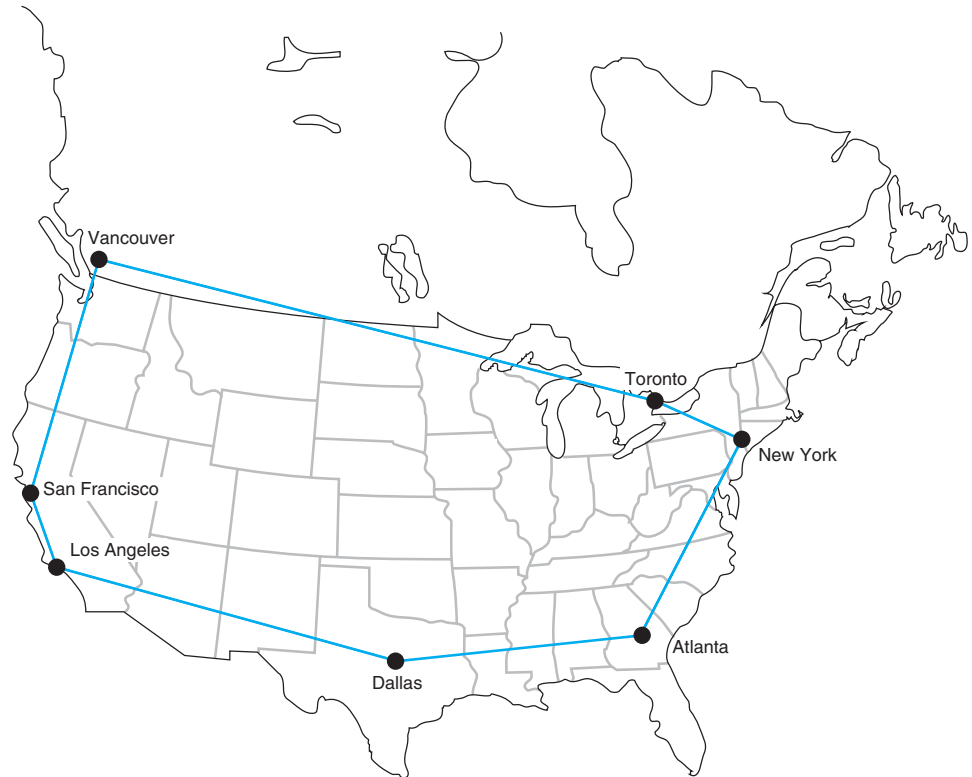 Vancouver
Toronto
New York
San Francisco
Los Angeles
Atlanta
Dallas